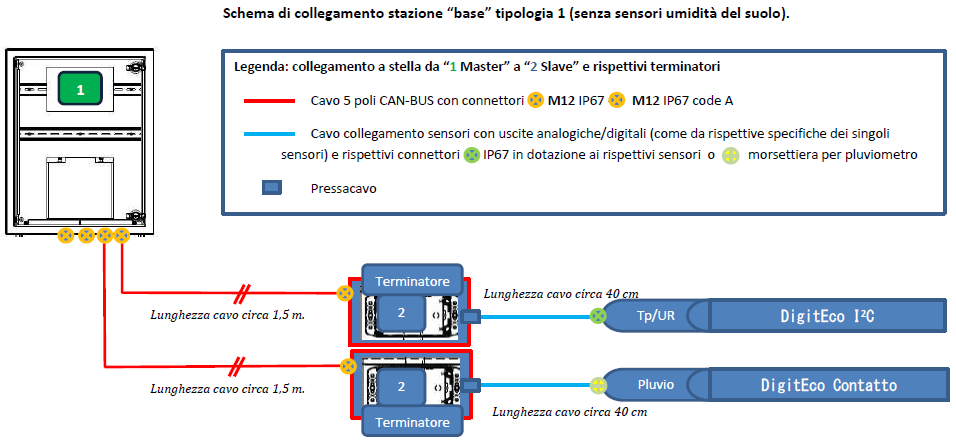 Schema di collegamento stazione “base” tipologia 1 (senza sensori umidità del suolo).
Legenda: collegamento a stella da “1 Master” a “2 Slave” e rispettivi terminatori
Cavo 5 poli CAN-BUS con connettori M12 IP67 M12 IP67 code A
Cavo collegamento sensori con uscite analogiche/digitali (come da rispettive specifiche dei singoli
sensori) e rispettivi connettori IP67 in dotazione ai rispettivi sensori o morsettiera per pluviometro
Pressacavo
1
Terminatore
2
Lunghezza cavo circa 1,5 m.
Lunghezza cavo circa 40 cm
Tp/UR
DigitEco I²C
2
Terminatore
Lunghezza cavo circa 1,5 m.
Lunghezza cavo circa 40 cm
Pluvio
DigitEco Contatto